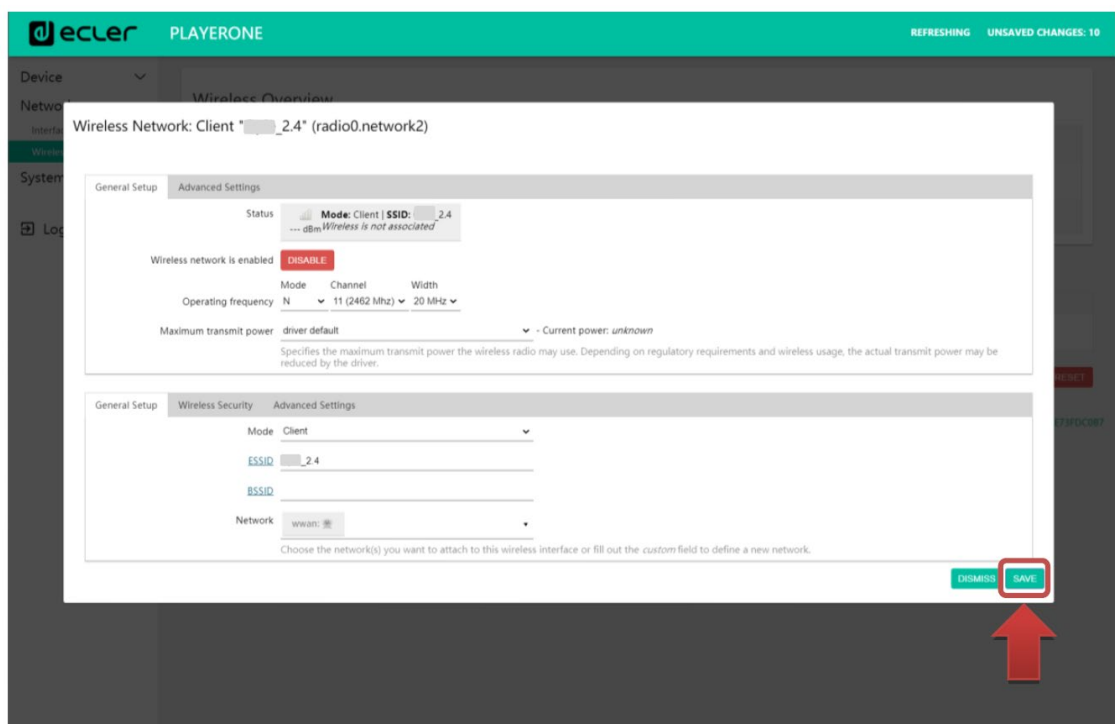 ecler PLAYERONE REFRESHING UNSAVED CHANGES: 10
Device
Wireless Overview
Wireless Network: Client " _2.4" (radio0.network2)
System
General Setup Advanced Settings
Status Mode: Client | SSID: _2.4
--- dBm Wireless is not associated
Wireless network is enabled DISABLE
Mode Channel Width
Operating frequency N 11 (2462 Mhz) 20 MHz
Maximum transmit power driver default - Current power: unknown
Specifies the maximum transmit power the wireless radio may use. Depending on regulatory requirements and wireless usage, the actual transmit power may be
reduced by the driver.
RESET
General Setup Wireless Security Advanced Settings
Mode Client
ESSID _2.4
BSSID
Network wwan:
Choose the network(s) you want to attach to this wireless interface or fill out the custom field to define a new network.
DISMISS SAVE